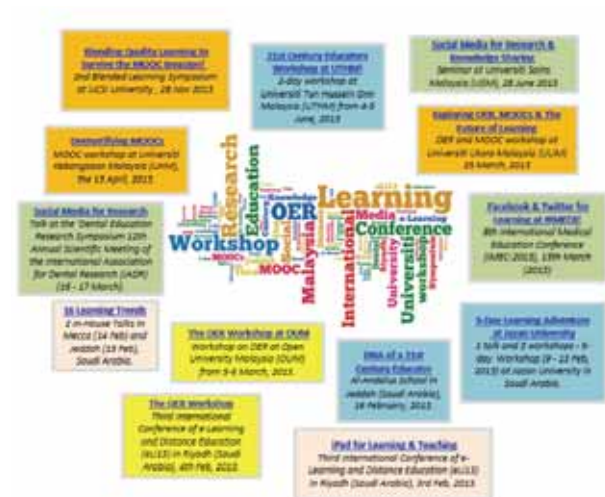 Blending Quality Learning to
Survive the MOOC Invasion!
2nd Blended Learning Symposium
at UCSI University, 28 Nov 2013
21st Century Educators
Workshop at UTHM!
2-day workshop at
Universiti Tun Hussein Onn
Malaysia (UTHM) from 4-5
June, 2013
Social Media for Research &
Knowledge Sharing
Seminar at Universiti Sains
Malaysia (USM), 26 June 2013
Demystifying MOOCs
MOOC workshop at Universiti
Kebangsaan Malaysia
the 15 April, 2013
Exploring OER, MOOCs & The
Future of Learning
OER and MOOC workshop at
Universiti Utara Malaysia (UUM)
25 March, 2013
Social Media for Research
Talk at the 'Dental Education
Research Symposium 12th
Annual Scientific Meeting of
the International Association
for Dental Research (IADR)
(16 - 17 March)
Research
Education
Knowledge
OER
Learning
Workshop
Social
Media
e-Learning
Conference
MOOC
MOOCs
Malaysia
International
University
Universiti
workshop
Facebook & Twitter for
Learning at
8th International Medical
Education Conference
(IMEC-2013), 13th March
(2013)
16 Learning Trends
2 In-House Talks in
Mecca (14 Feb) and
Jeddah (13 Feb),
Saudi Arabia.
The OER Workshop at OUM
Workshop on OER at Open
University Malaysia (OUM)
from 5-6 March, 2013.
DNA of a 21st
Century Educator
Al-Andalus School in
Jeddah (Saudi Arabia),
16 February, 2013
5-Day Learning Adventure
at Jazan University
1 talk and 2 workshops - 5-
day Workshop (9 - 13 Feb,
2013) at Jazan University in
Saudi Arabia.
The OER Workshop
Third International
Conference of e-Learning
and Distance Education
(eLi13) in Riyadh (Saudi
Arabia), 4th Feb, 2013
iPad for Learning & Teaching
Third International Conference of e-
Learning and Distance Education (eLi13)
in Riyadh (Saudi Arabia), 3rd Feb, 2013